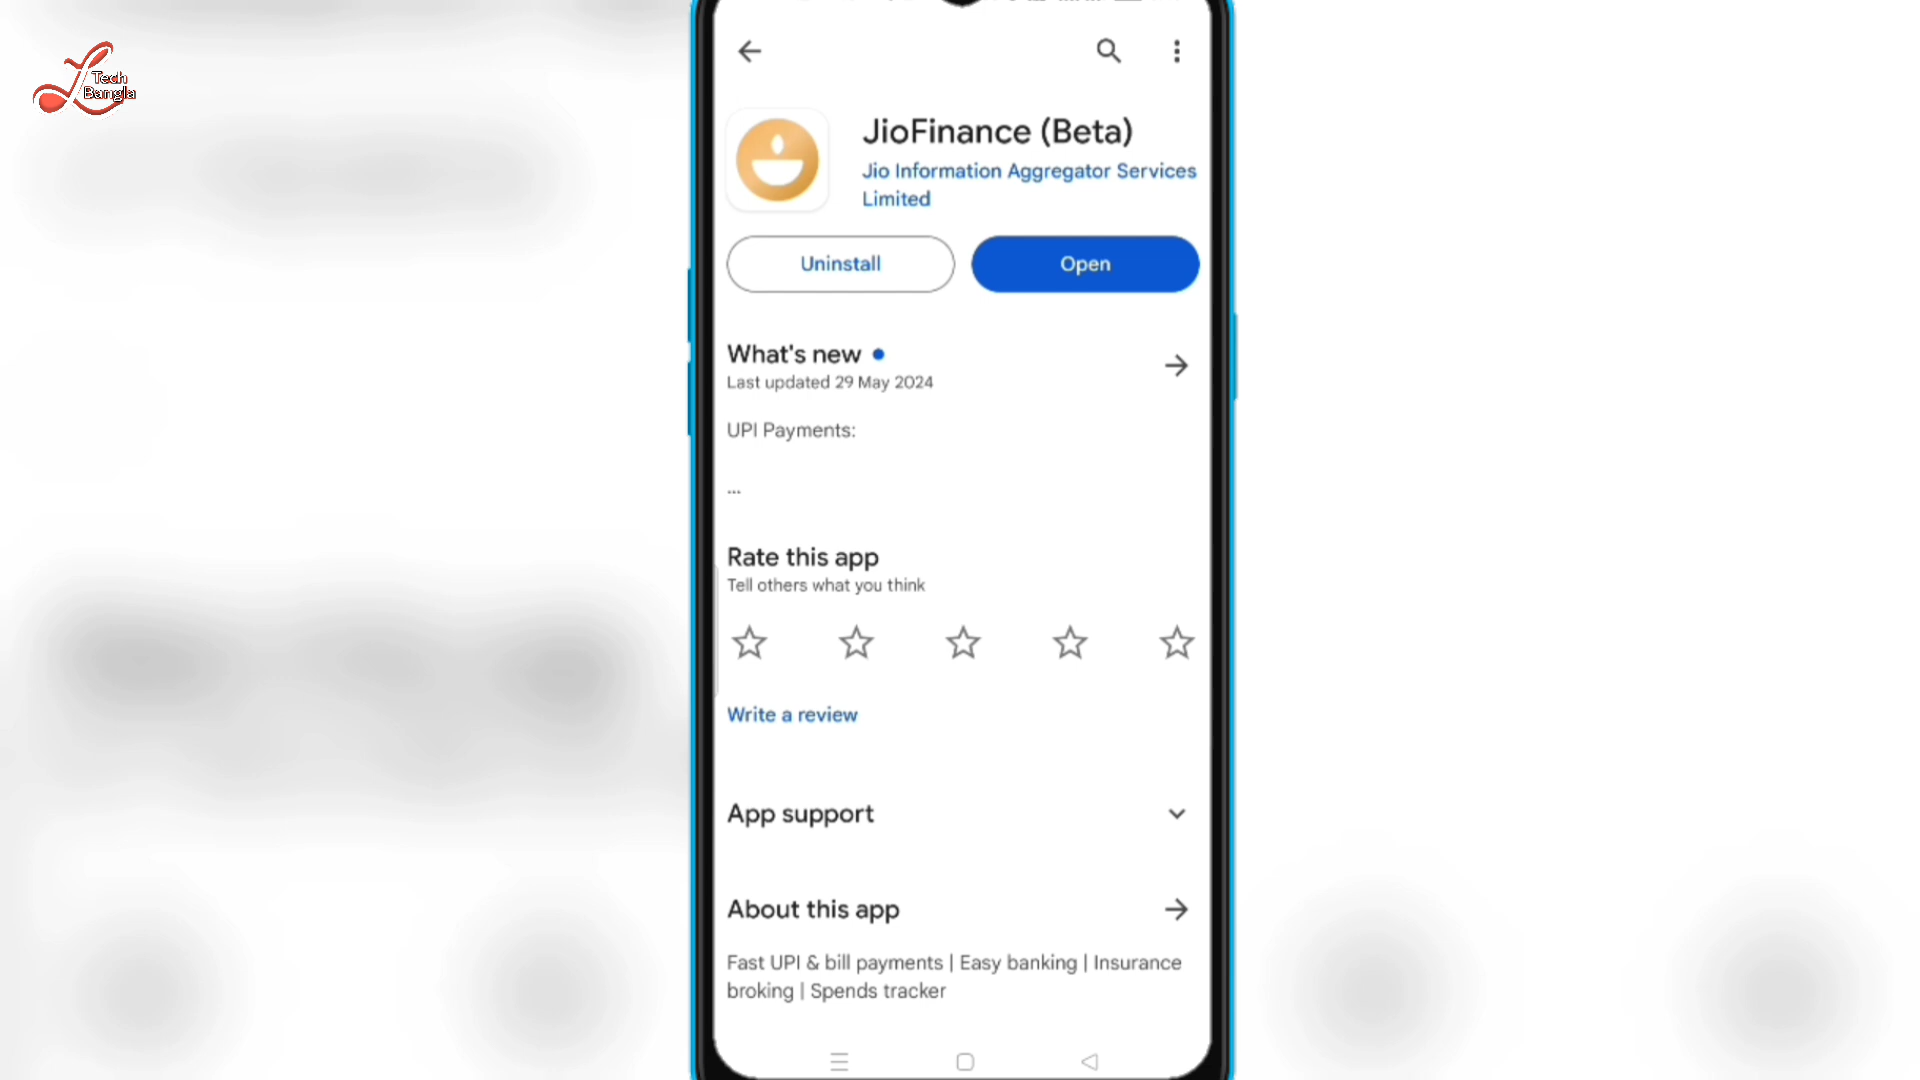 Tech
Bangla
JioFinance (Beta)
Jio Information Aggregator Services
Limited
Uninstall
Open
What's new
Last updated 29 May 2024
UPI Payments:
...
Rate this app
Tell others what you think
Write a review
App support
About this app
Fast UPI & bill payments | Easy banking | Insurance
broking | Spends tracker